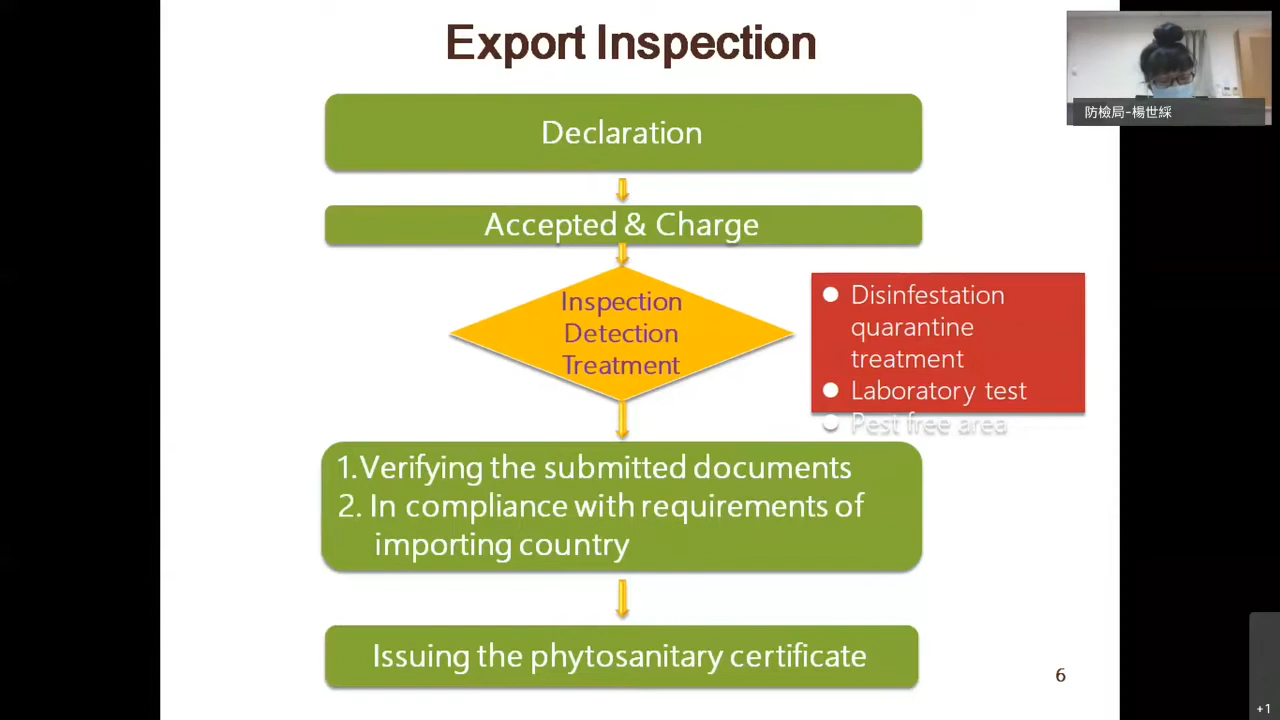 Export Inspection
防檢局-楊世綵
Declaration
Accepted & Charge
Inspection
Detection
Treatment
● Disinfestation
quarantine
treatment
● Laboratory test
● Pest free area
1.Verifying the submitted documents
2. In compliance with requirements of
importing country
Issuing the phytosanitary certificate
6
+1